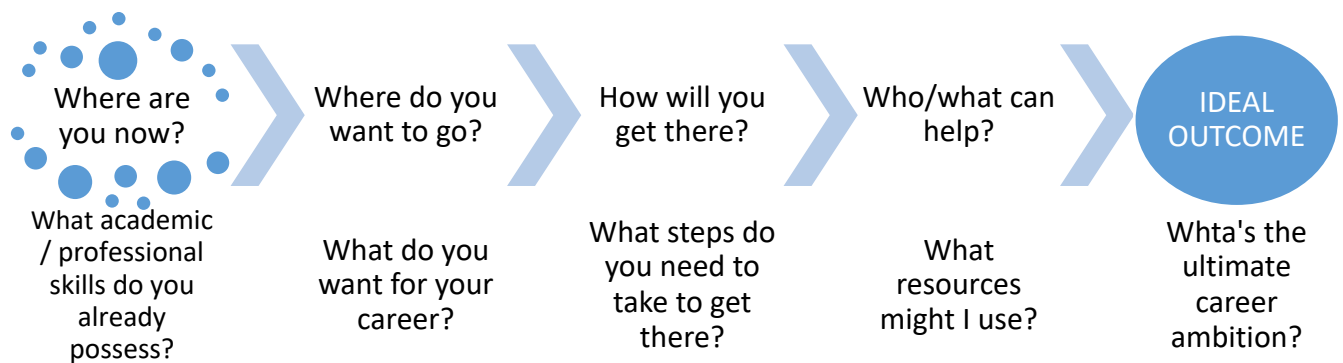 Where are
you now?
Where do you
want to go?
How will you
get there?
Who/what can
help?
IDEAL
OUTCOME
What academic
/ professional
skills do you
already
possess?
What do you
want for your
career?
What steps do
you need to
take to get
there?
What
resources
might I use?
Whta's the
ultimate
career
ambition?